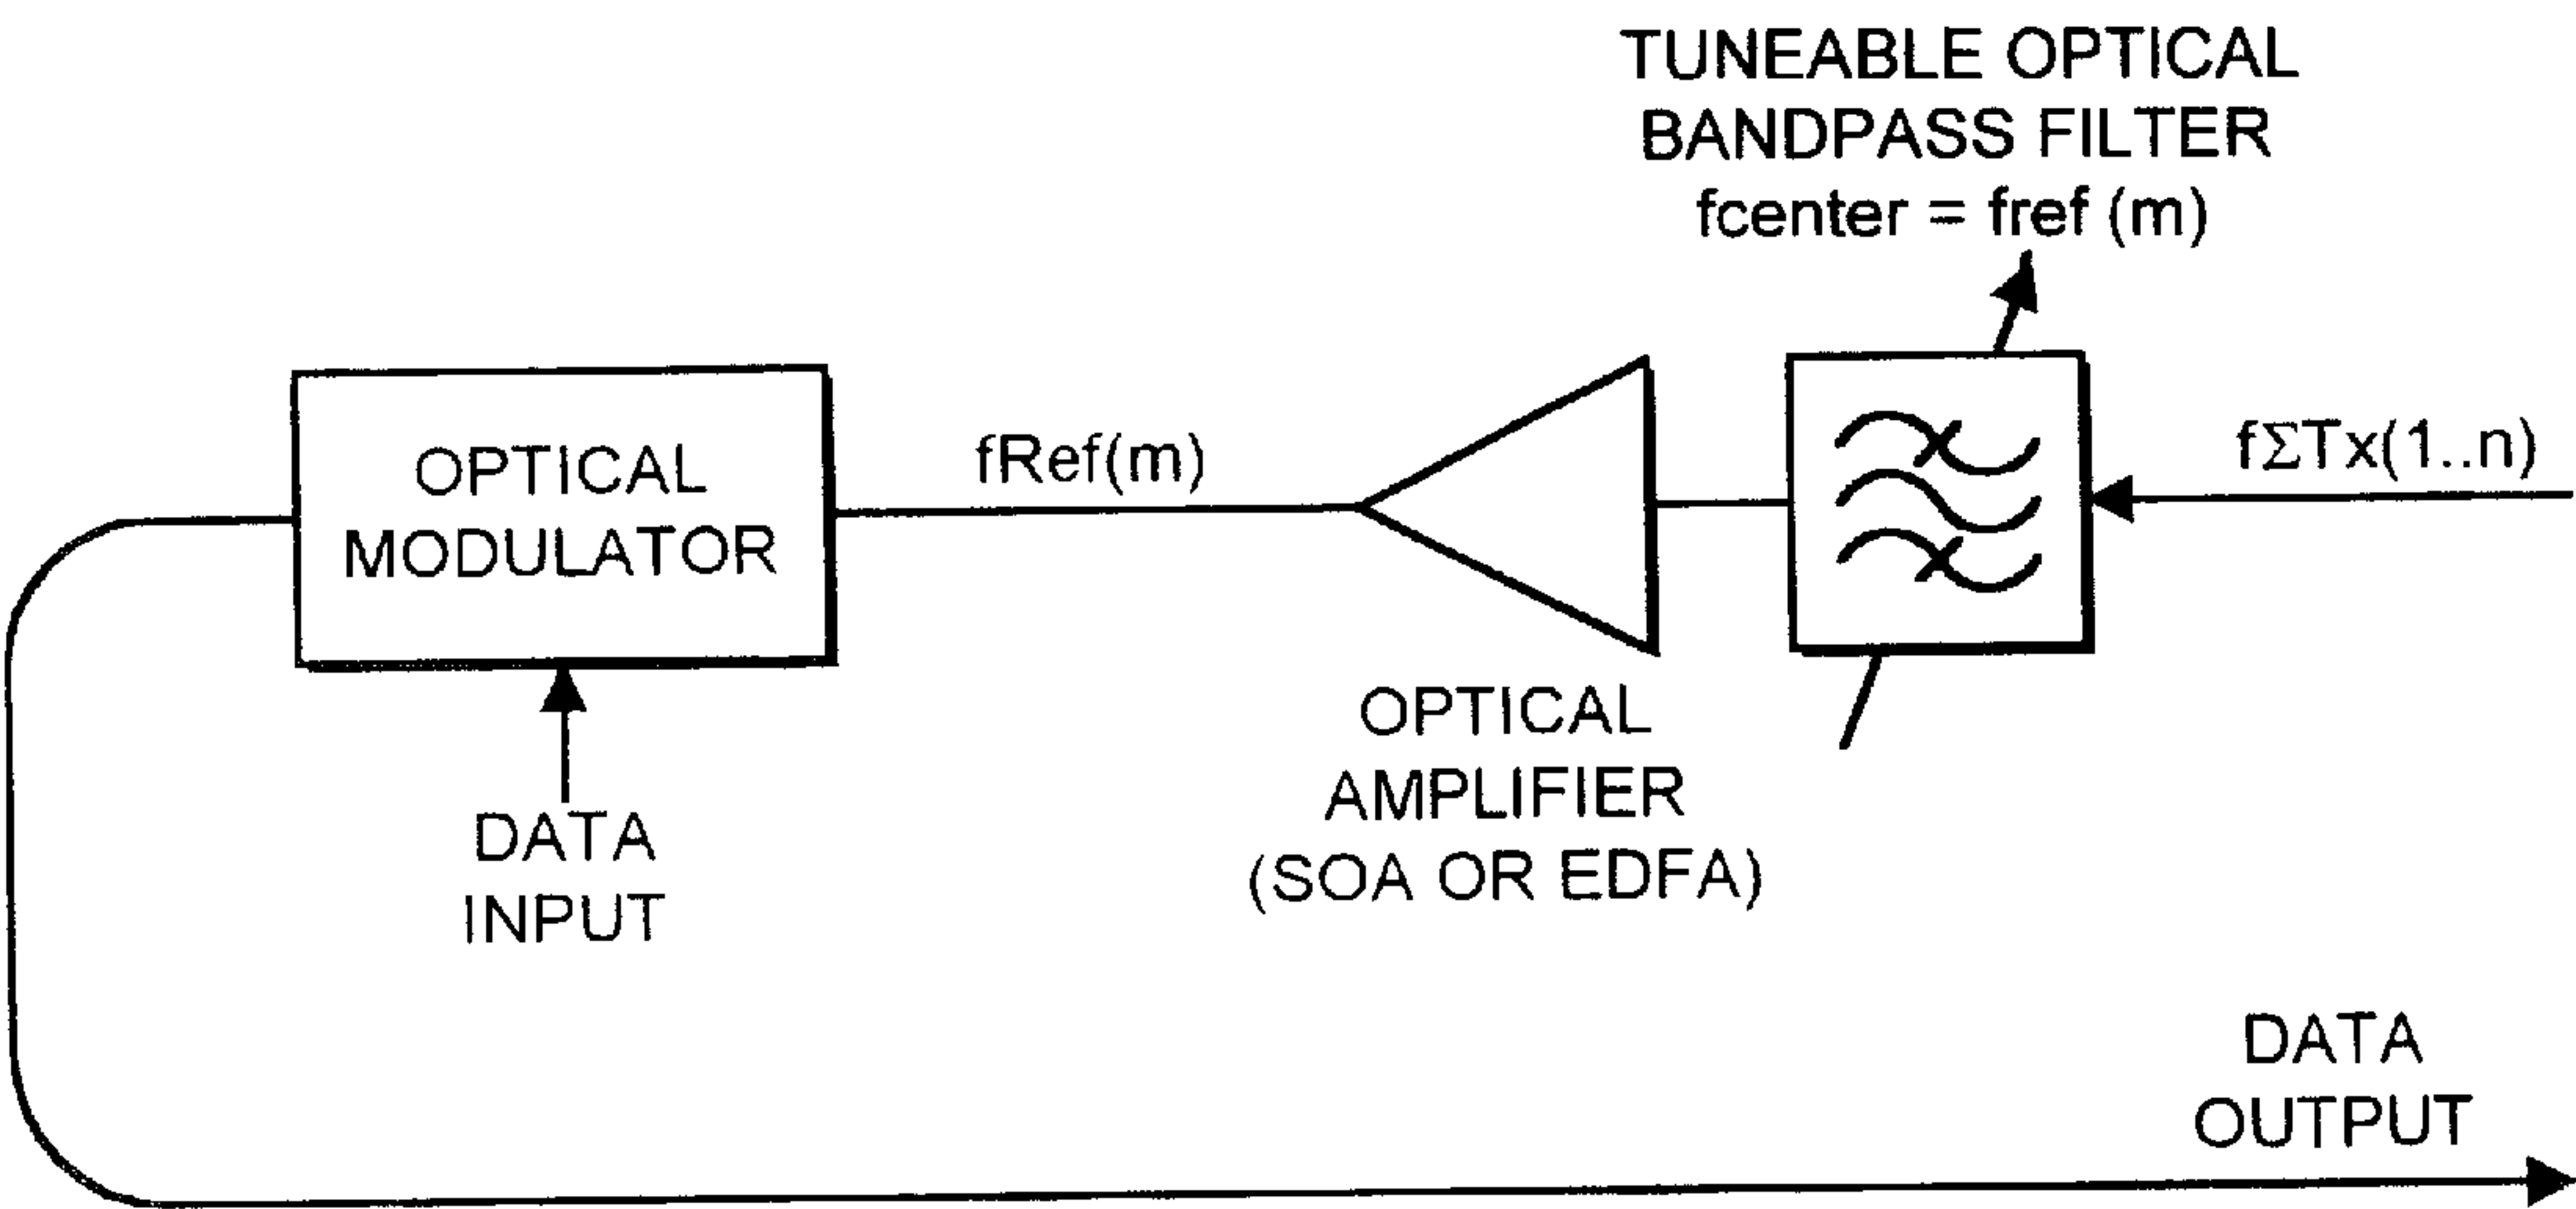 TUNEABLE OPTICAL
BANDPASS FILTER
fcenter = fref (m)
OPTICAL
MODULATOR
fRef(m)
fΣTx(1..n)
DATA
INPUT
OPTICAL
AMPLIFIER
(SOA OR EDFA)
DATA
OUTPUT